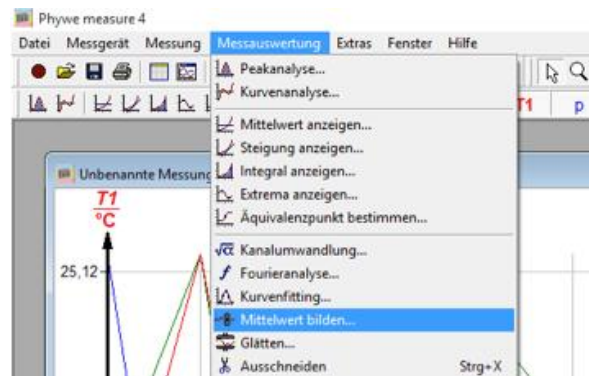 Phywe measure 4
Datei Messgerät Messung Messauswertung Extras Fenster Hilfe
Peakanalyse...
Kurvenanalyse...
T1 p
Mittelwert anzeigen...
Steigung anzeigen...
Unbenannte Messung
Integral anzeigen...
T1
°C
Extrema anzeigen...
Äquivalenzpunkt bestimmen...
√α Kanalumwandlung...
25,12
f Fourieranalyse...
Kurvenfitting...
Mittelwert bilden...
Glätten...
Ausschneiden Strg+X